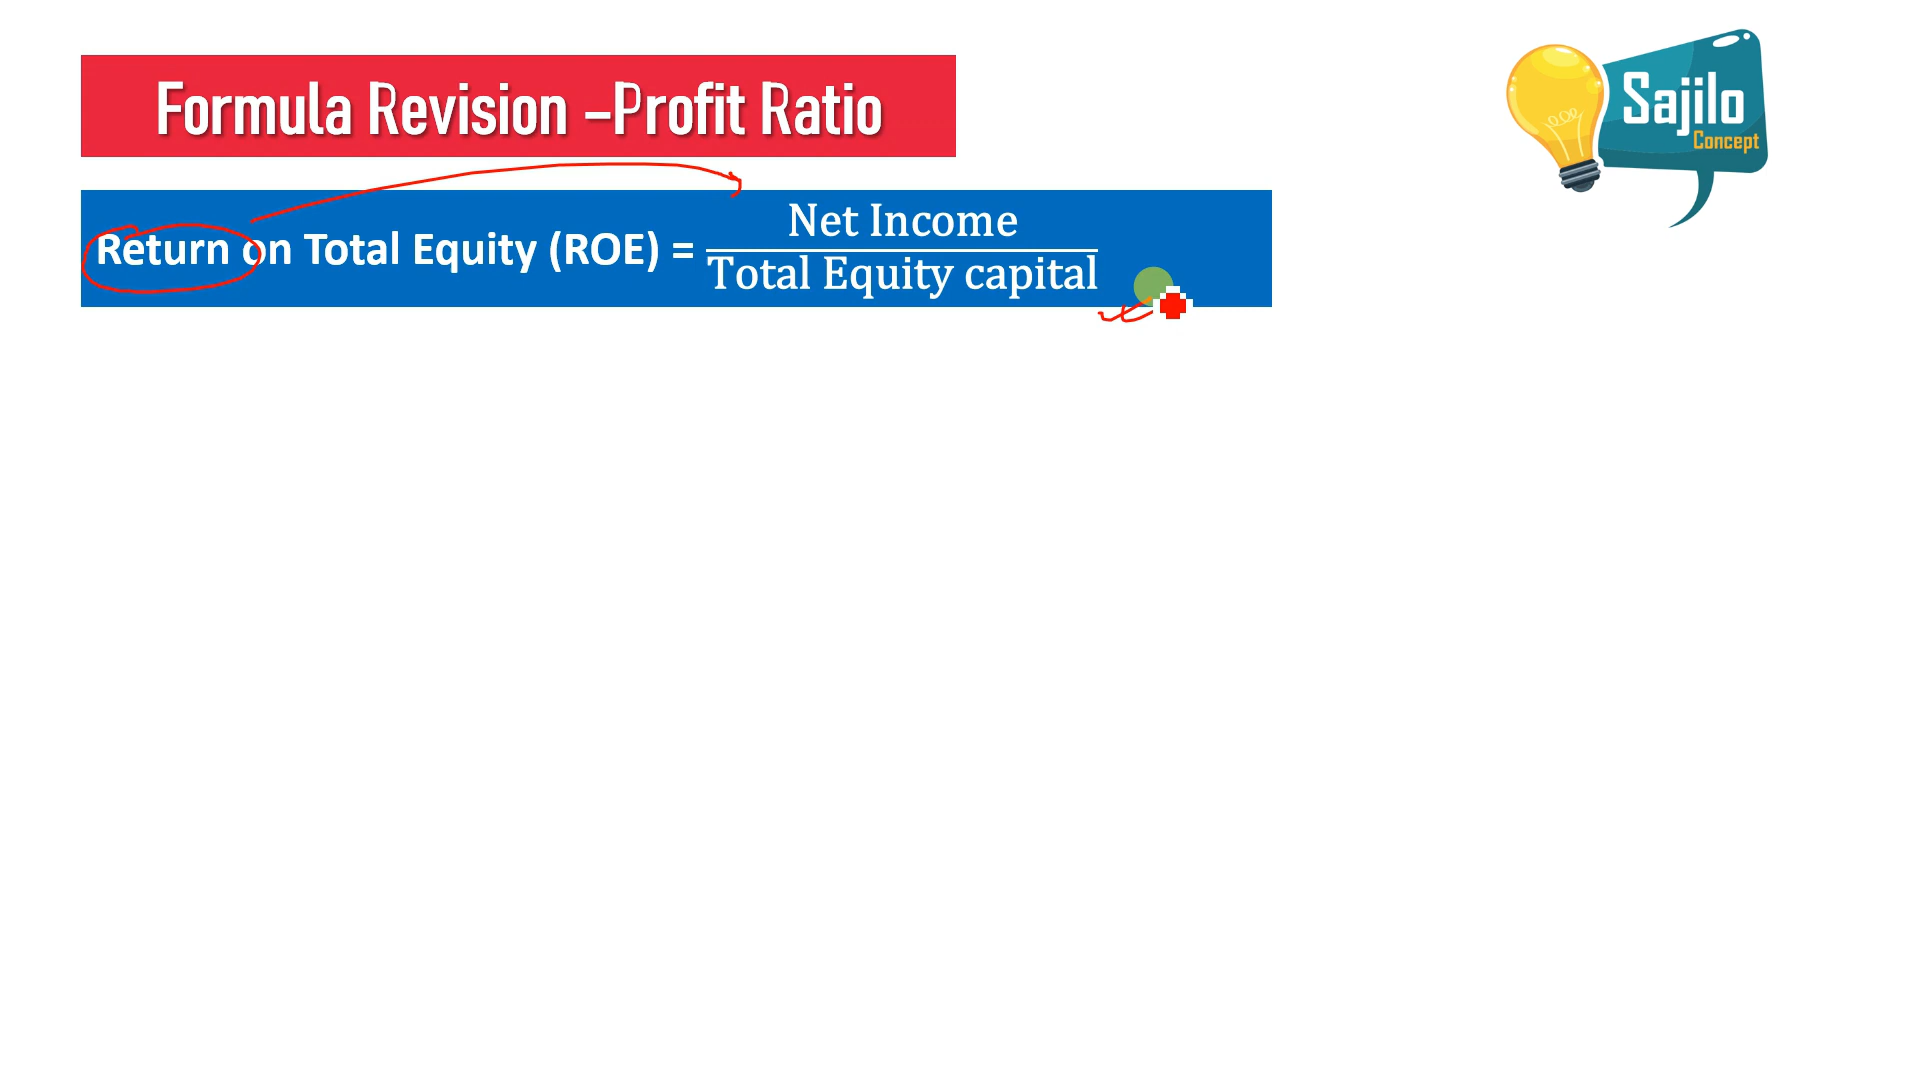 Formula Revision –Profit Ratio
Sajilo
Concept
Return on Total Equity (ROE) = Net Income
Total Equity capital